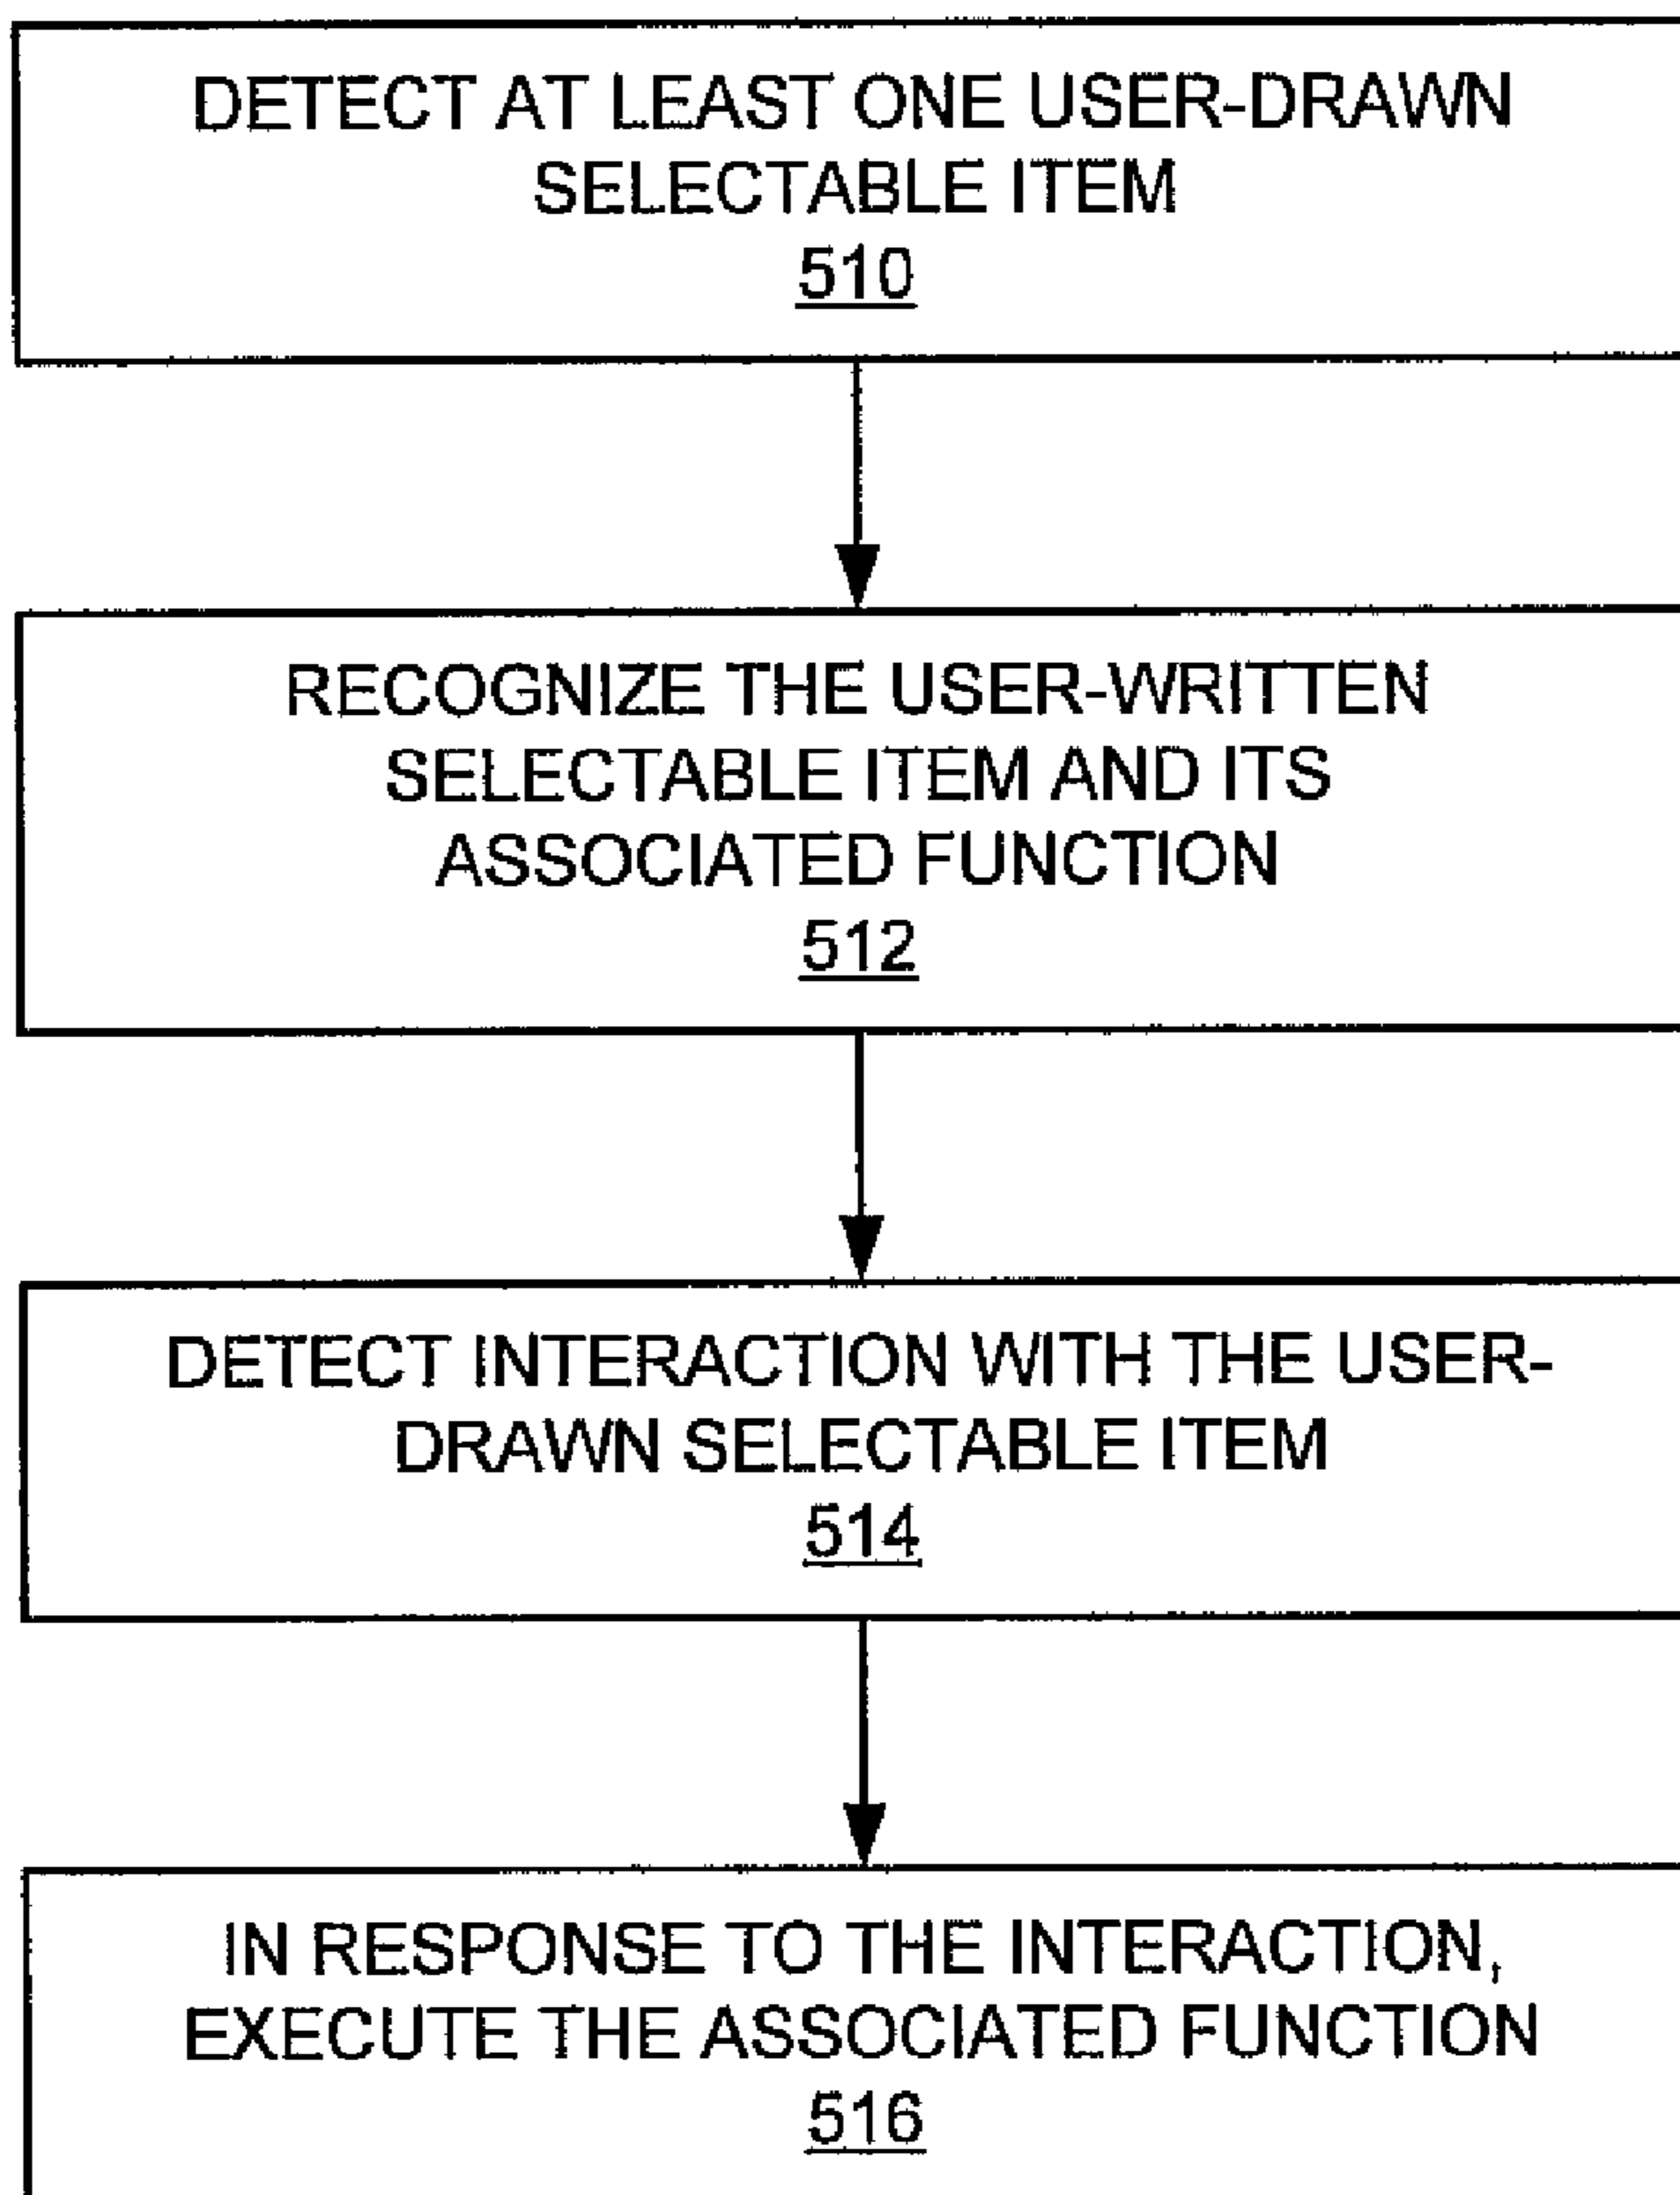 DETECT AT LEAST ONE USER-DRAWN
SELECTABLE ITEM
510
RECOGNIZE THE USER-WRITTEN
SELECTABLE ITEM AND ITS
ASSOCIATED FUNCTION
512
DETECT INTERACTION WITH THE USER-
DRAWN SELECTABLE ITEM
514
IN RESPONSE TO THE INTERACTION,
EXECUTE THE ASSOCIATED FUNCTION
516